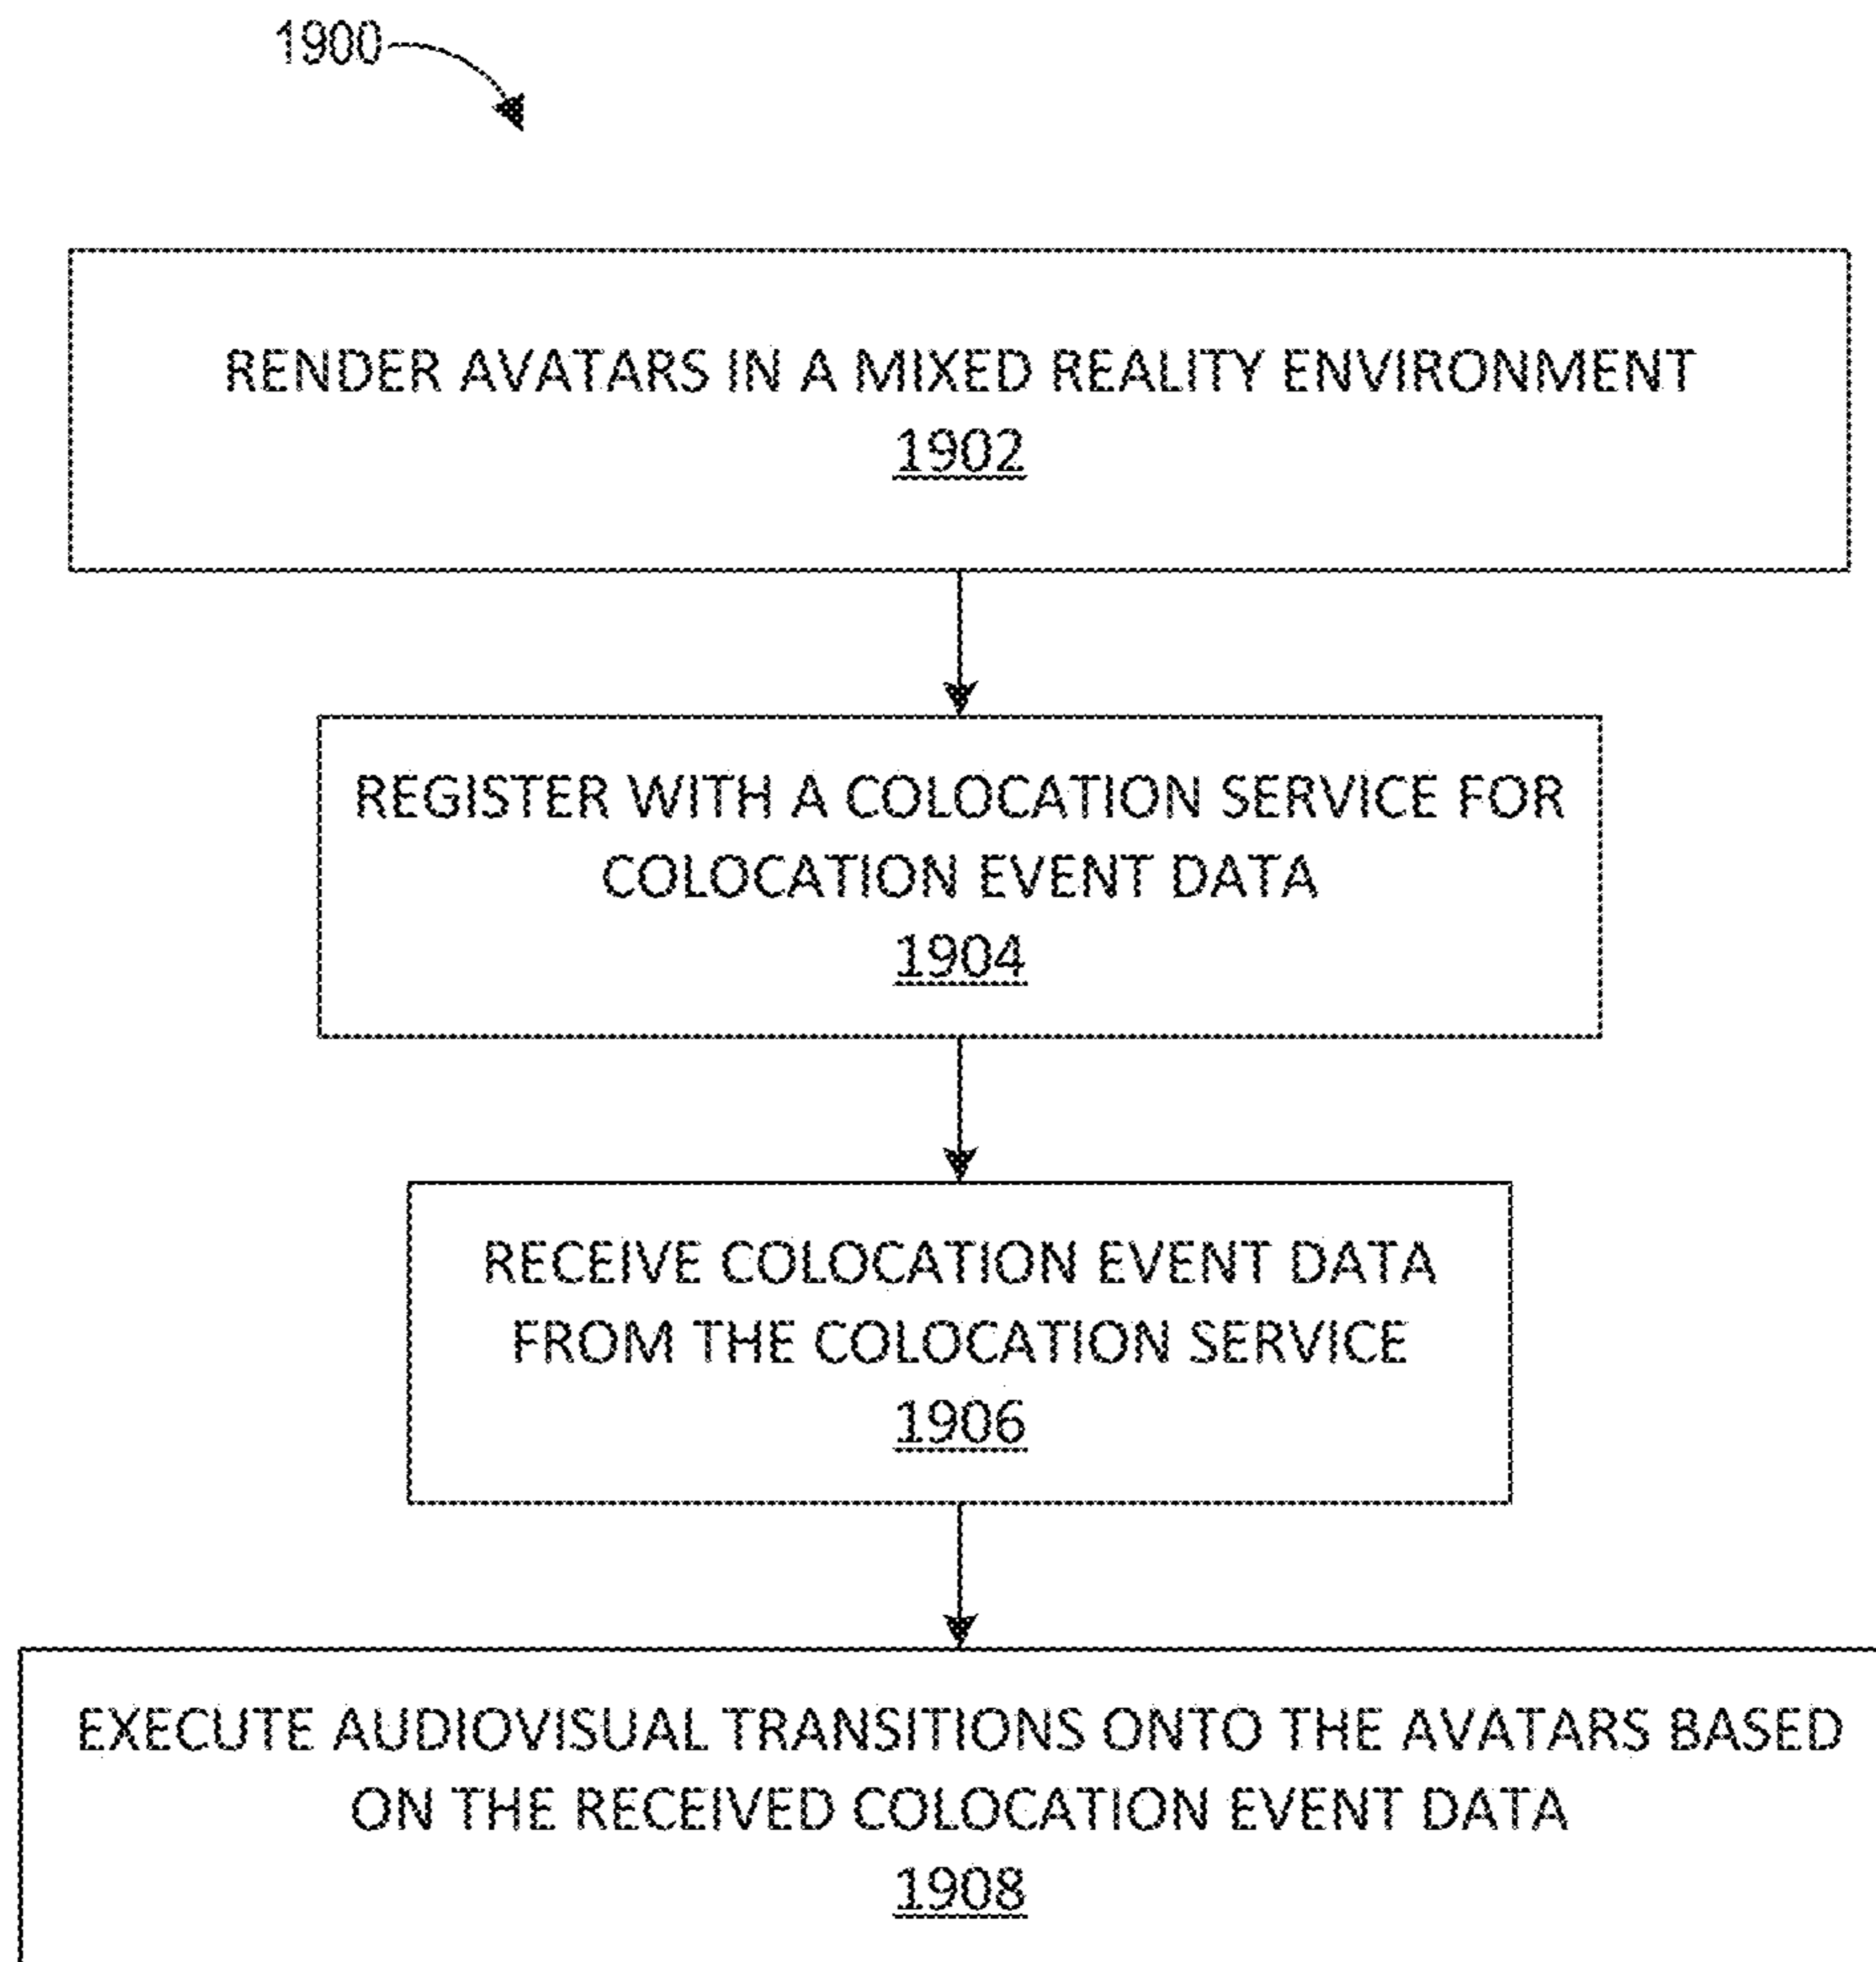 1900
RENDER AVATARS IN A MIXED REALITY ENVIRONMENT
1902
REGISTER WITH A COLOCATION SERVICE FOR
COLOCATION EVENT DATA
1904
RECEIVE COLOCATION EVENT DATA
FROM THE COLOCATION SERVICE
1906
EXECUTE AUDIOVISUAL TRANSITIONS ONTO THE AVATARS BASED
ON THE RECEIVED COLOCATION EVENT DATA
1908